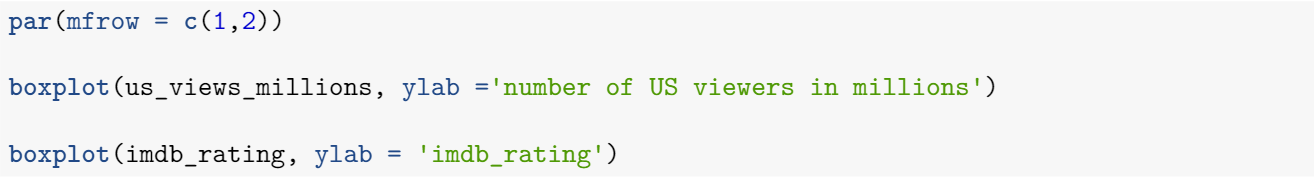 par(mfrow = c(1,2))
boxplot(us_views_millions, ylab ='number of US viewers in millions')
boxplot(imdb_rating, ylab = 'imdb_rating')